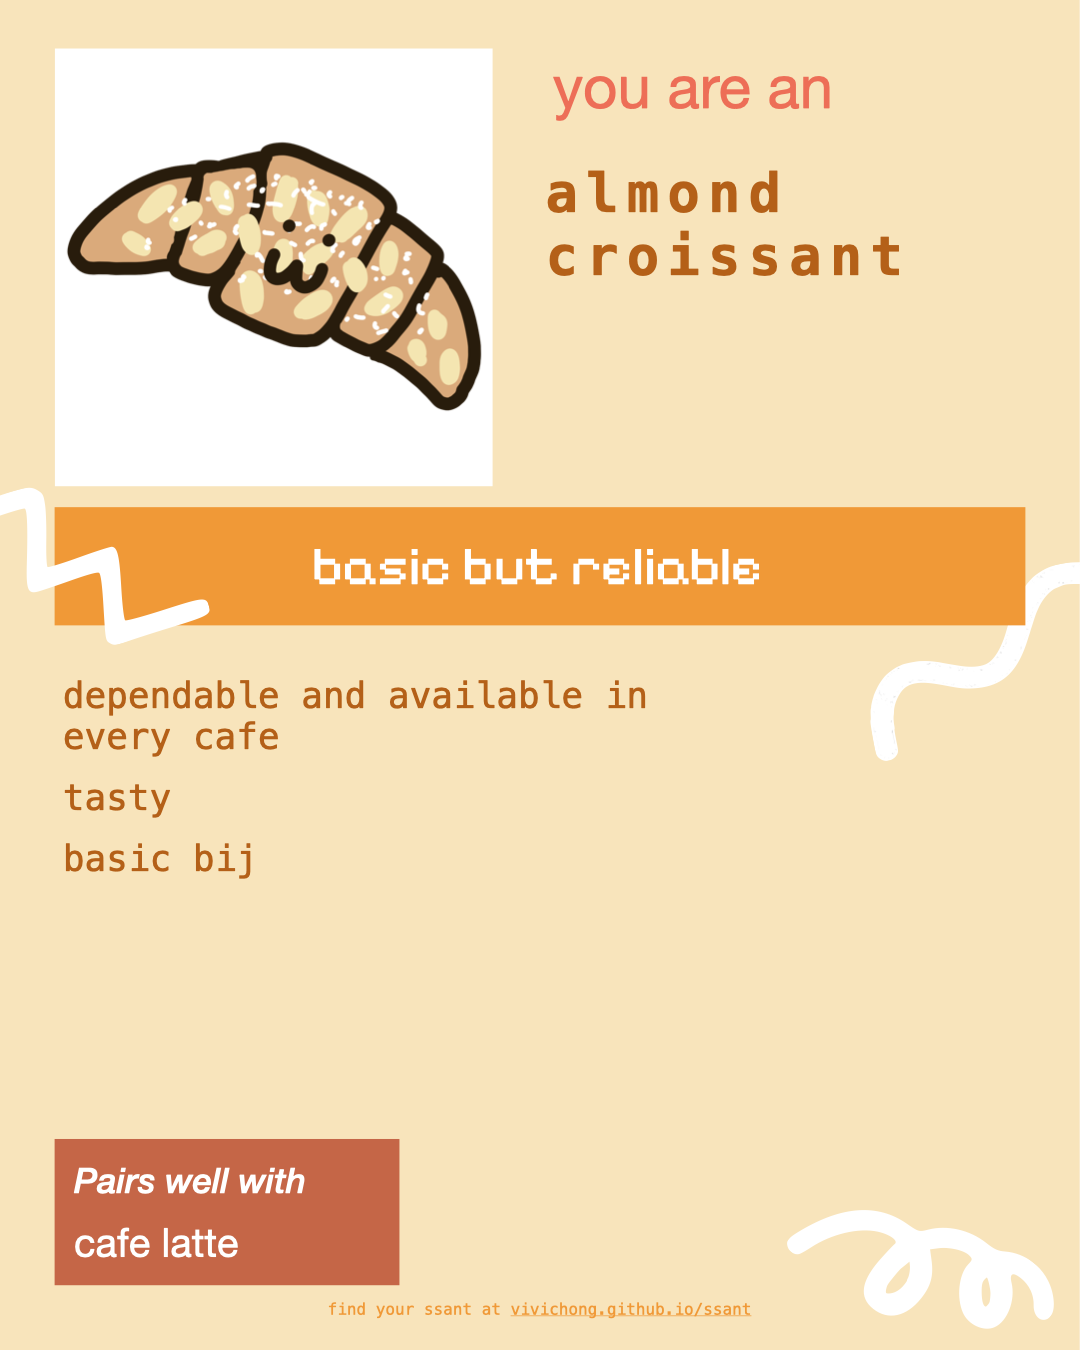 you are an
almond
croissant
basic but reliable
dependable and available in
every cafe
tasty
basic bij
Pairs well with
cafe latte
find your ssant at vivichong.github.io/ssant